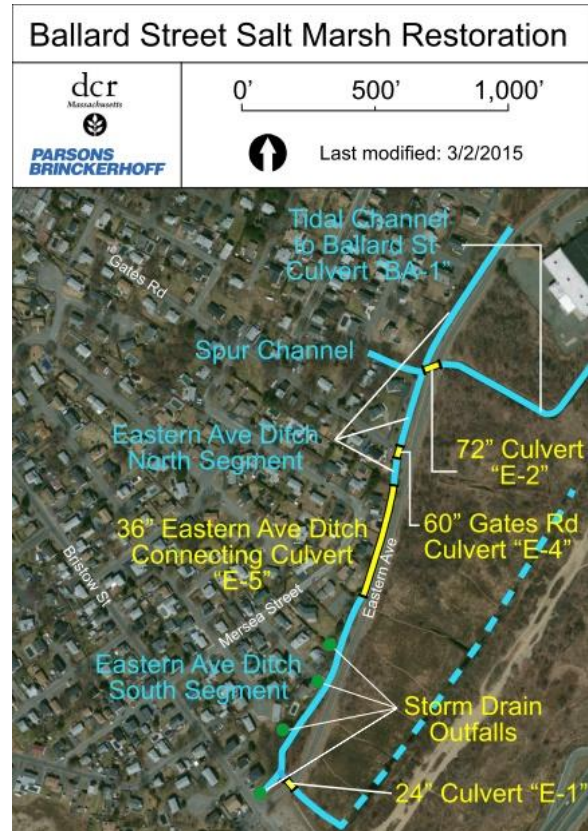 Ballard Street Salt Marsh Restoration
dcr
Massachusetts
PARSONS
BRINCKERHOFF
0’ 500’ 1,000’
Last modified: 3/2/2015
Tidal Channel
to Ballard St
Culvert “BA-1”
Gates Rd
Spur Channel
Eastern Ave Ditch
North Segment
72” Culvert
“E-2”
36” Eastern Ave Ditch
Connecting Culvert
“E-5”
60” Gates Rd
Culvert “E-4”
Eastern Ave
Bristow St
Mersea Street
Eastern Ave Ditch
South Segment
Storm Drain
Outfalls
24” Culvert “E-1”